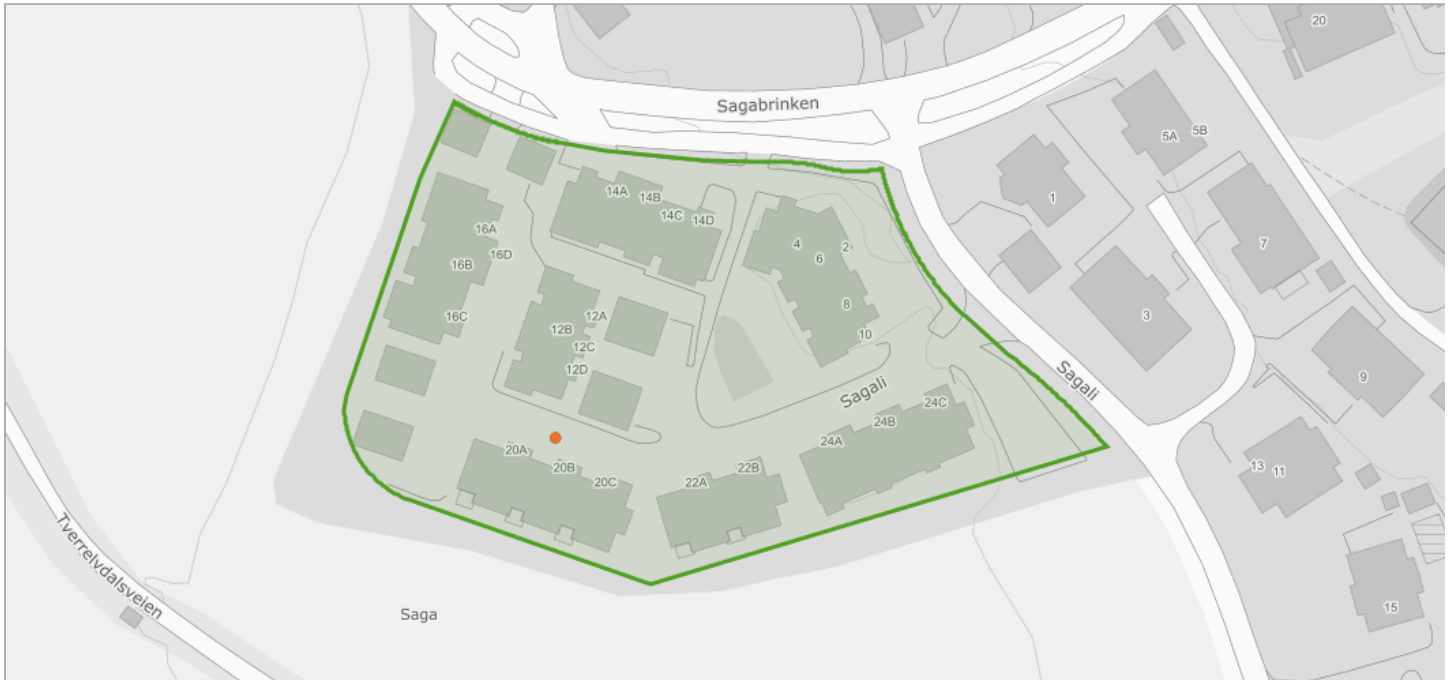 20
Sagabrinken
5A
5B
14A
14B
14C
14D
1
16A
16D
16B
16C
4
6
2
7
8
10
3
12A
12B
12C
12D
Sagali
Sagali
9
24C
24B
24A
20A
20B
20C
22A
22B
13
11
Tverrelvdalsveien
Saga
15